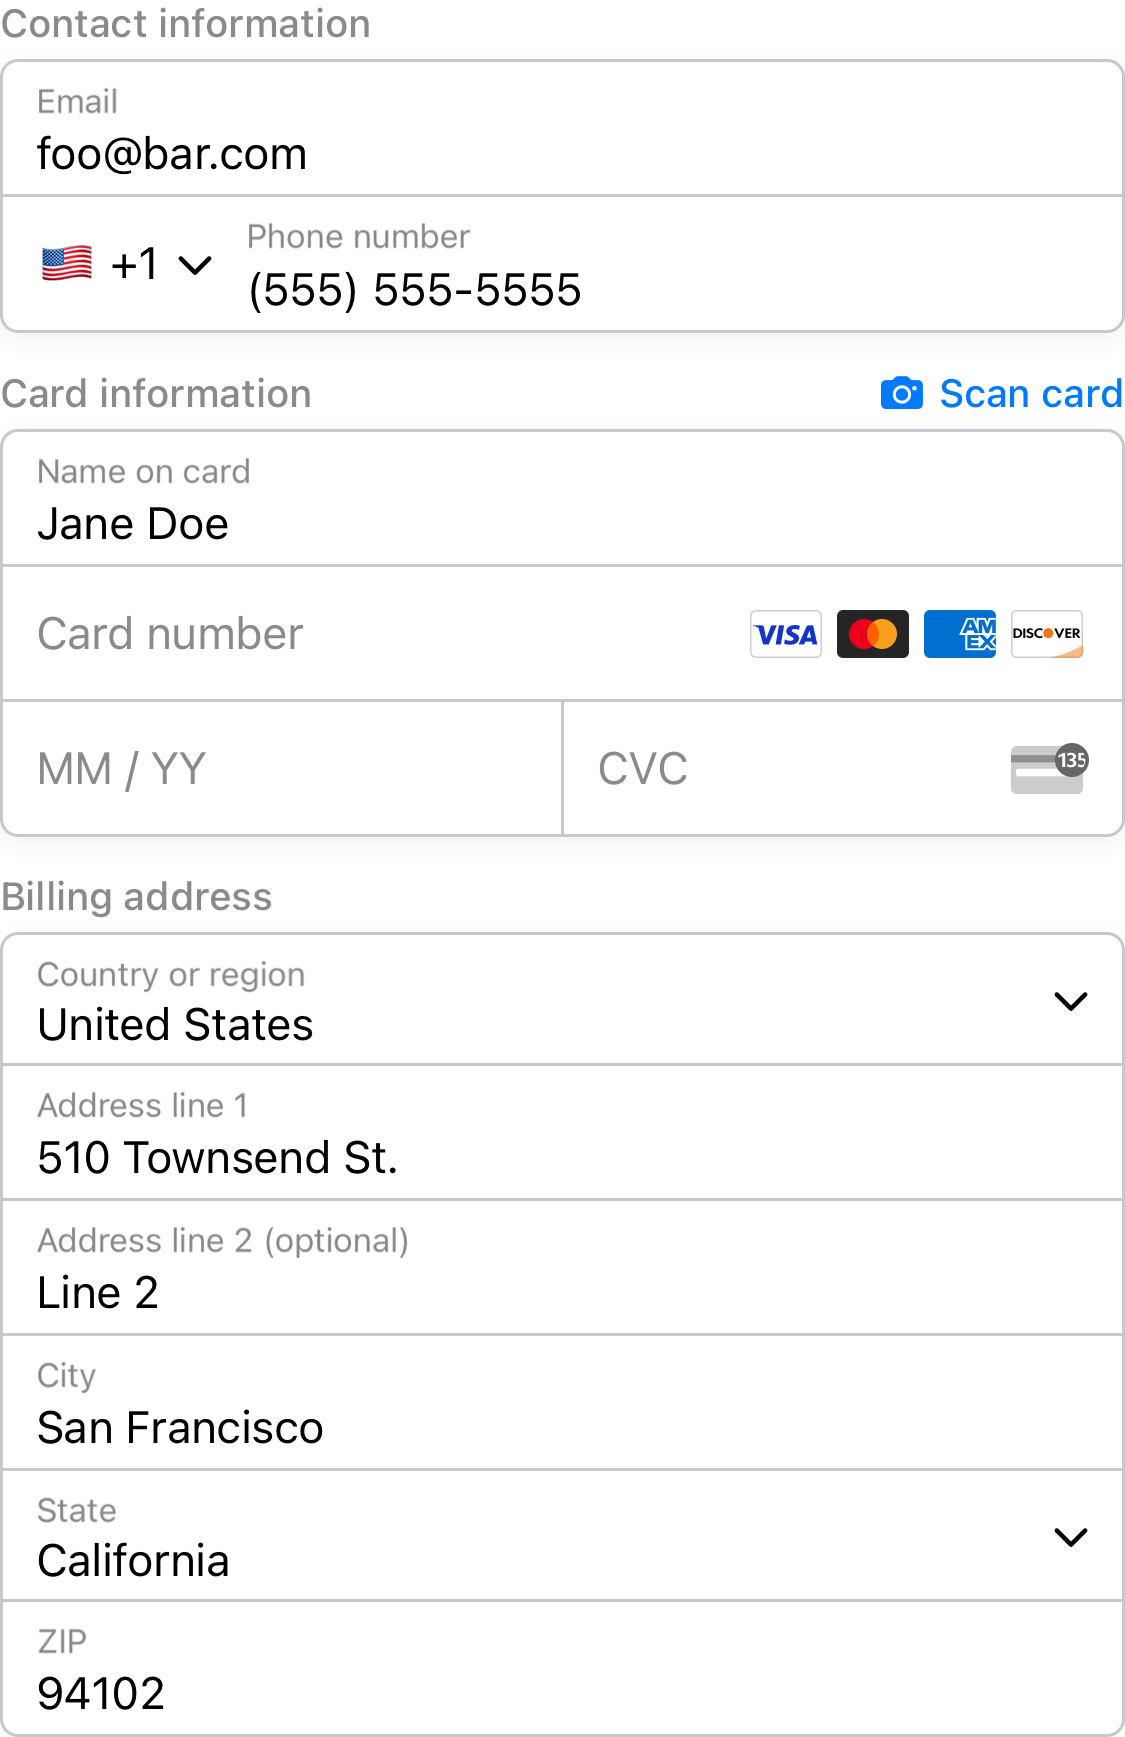 Contact information
Email
foo@bar.com
+1
Phone number
(555) 555-5555
Card information
Scan card
Name on card
Jane Doe
Card number
VISA
AM
EX
DISCOVER
MM / YY
CVC
135
Billing address
Country or region
United States
Address line 1
510 Townsend St.
Address line 2 (optional)
Line 2
City
San Francisco
State
California
ZIP
94102